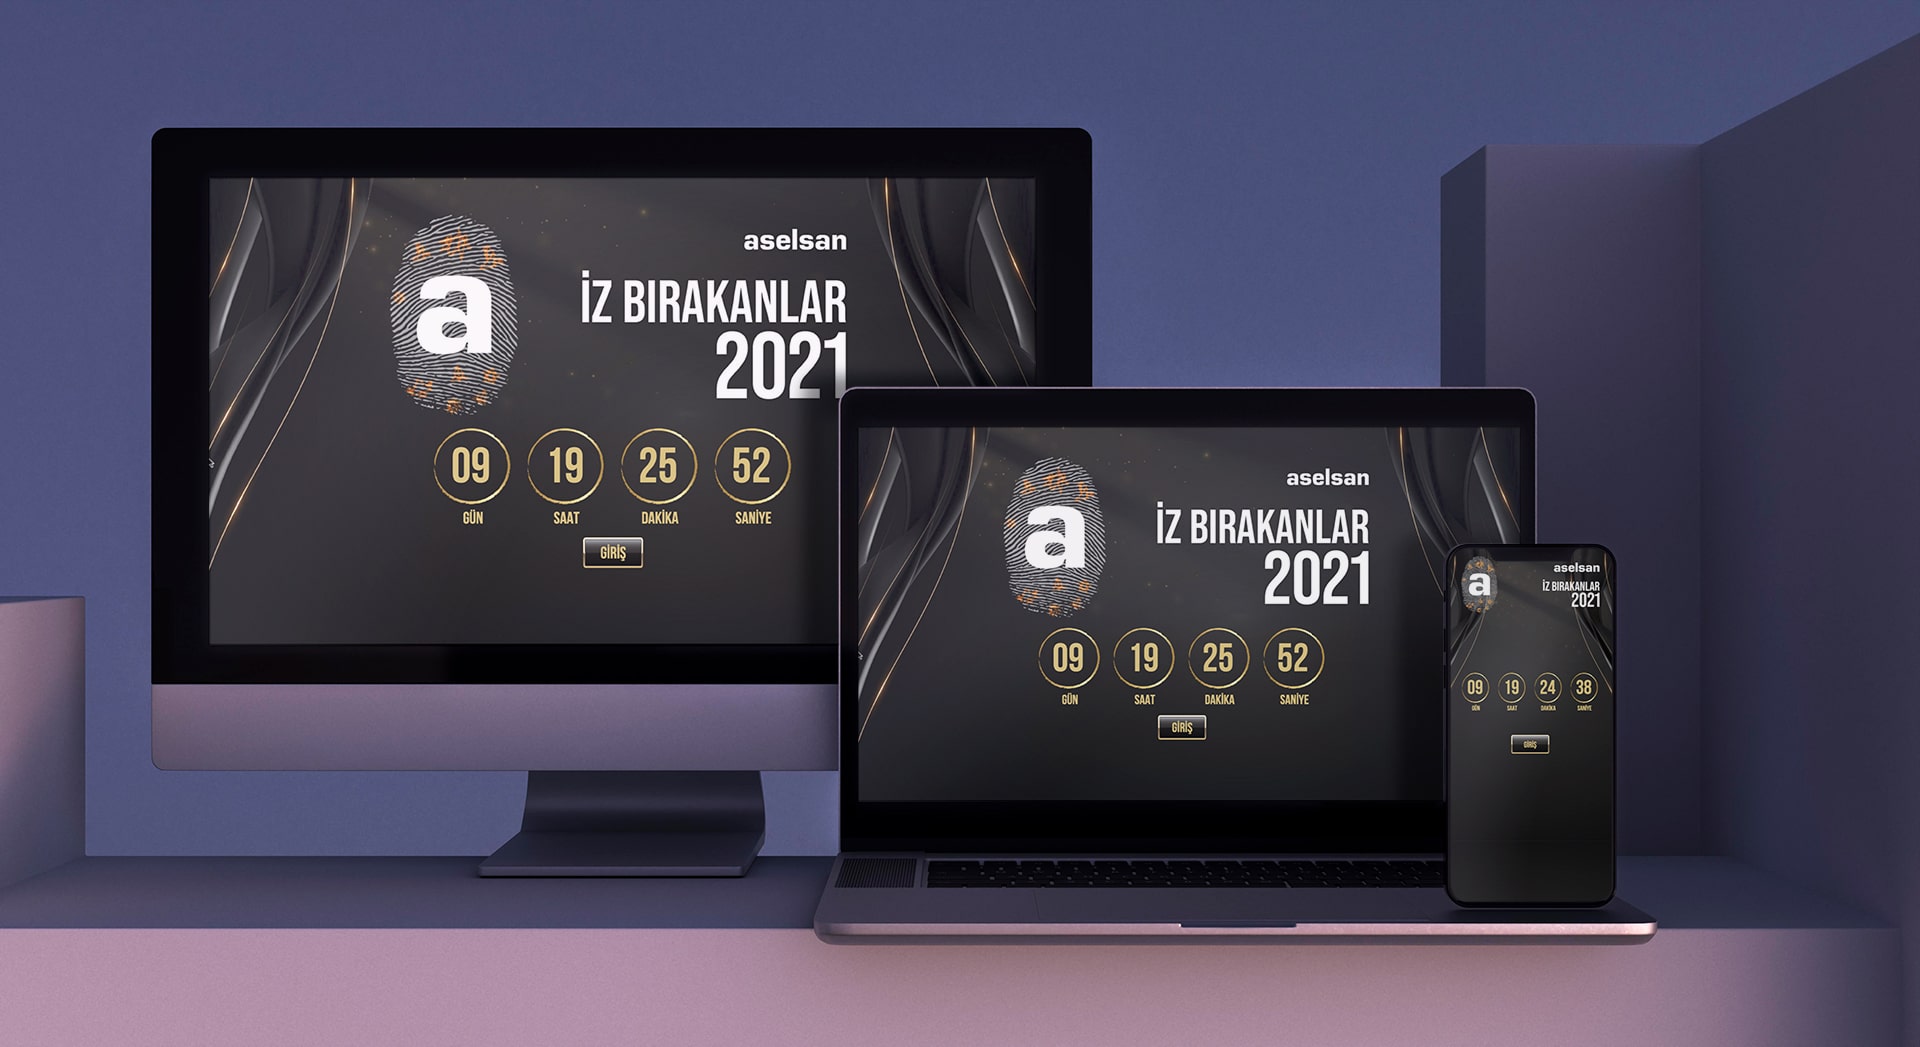 a
aselsan
İZ BIRAKANLAR
2021
09 19 25 52
GÜN SAAT DAKİKA SANİYE
GİRİŞ
a
aselsan
İZ BIRAKANLAR
2021
09 19 25 52
GÜN SAAT DAKİKA SANİYE
GİRİŞ
a
aselsan
İZ BIRAKANLAR
2021
09 19 24 38
GÜN SAAT DAKİKA SANİYE
GİRİŞ